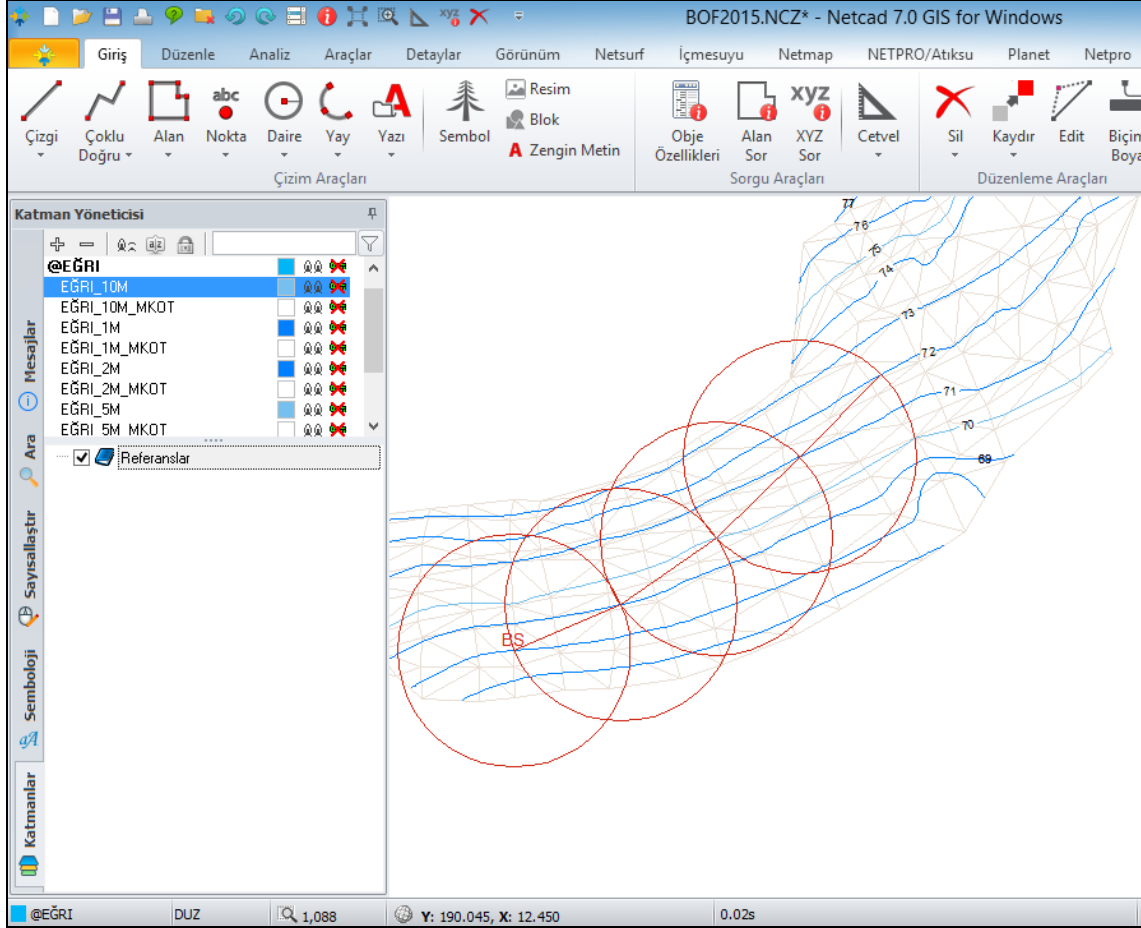 BOF2015.NCZ* - Netcad 7.0 GIS for Windows
Giriş Düzenle Analiz Araçlar Detaylar Görünüm Netsurf İçmesuyu Netmap NETPRO/Atıksu Planet Netpro
Çizgi
Çoklu Doğru
Alan
abc
Nokta
Daire
Yay
Yazı
Sembol
Resim
Blok
A Zengin Metin
Obje Özellikleri
Alan Sor
xyz
XYZ Sor
Cetvel
Sil
Kaydır
Edit
Biçim
Boya
Çizim Araçları
Sorgu Araçları
Düzenleme Araçları
Katman Yöneticisi
@EĞRI
EĞRI_10M
EĞRI_10M_MKOT
EĞRI_1M
EĞRI_1M_MKOT
EĞRI_2M
EĞRI_2M_MKOT
EĞRI_5M
EĞRI_5M_MKOT
Referanslar
Mesajlar
Ara
Sayısallaştır
Semboloji
Katmanlar
77
76
75
74
73
72
71
70
69
BS
@EĞRI DUZ 1,088 Y: 190.045, X: 12.450 0.02s